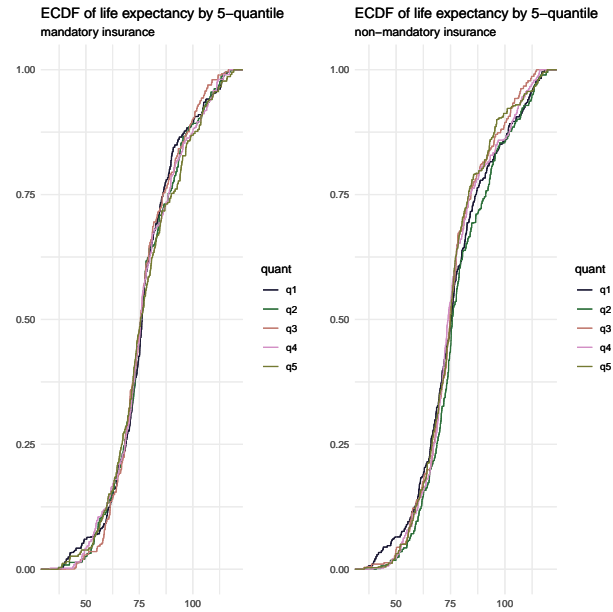 ECDF of life expectancy by 5−quantile
mandatory insurance
1.00
0.75
0.50
0.25
0.00
50 75 100
quant
q1
q2
q3
q4
q5
ECDF of life expectancy by 5−quantile
non−mandatory insurance
1.00
0.75
0.50
0.25
0.00
50 75 100
quant
q1
q2
q3
q4
q5